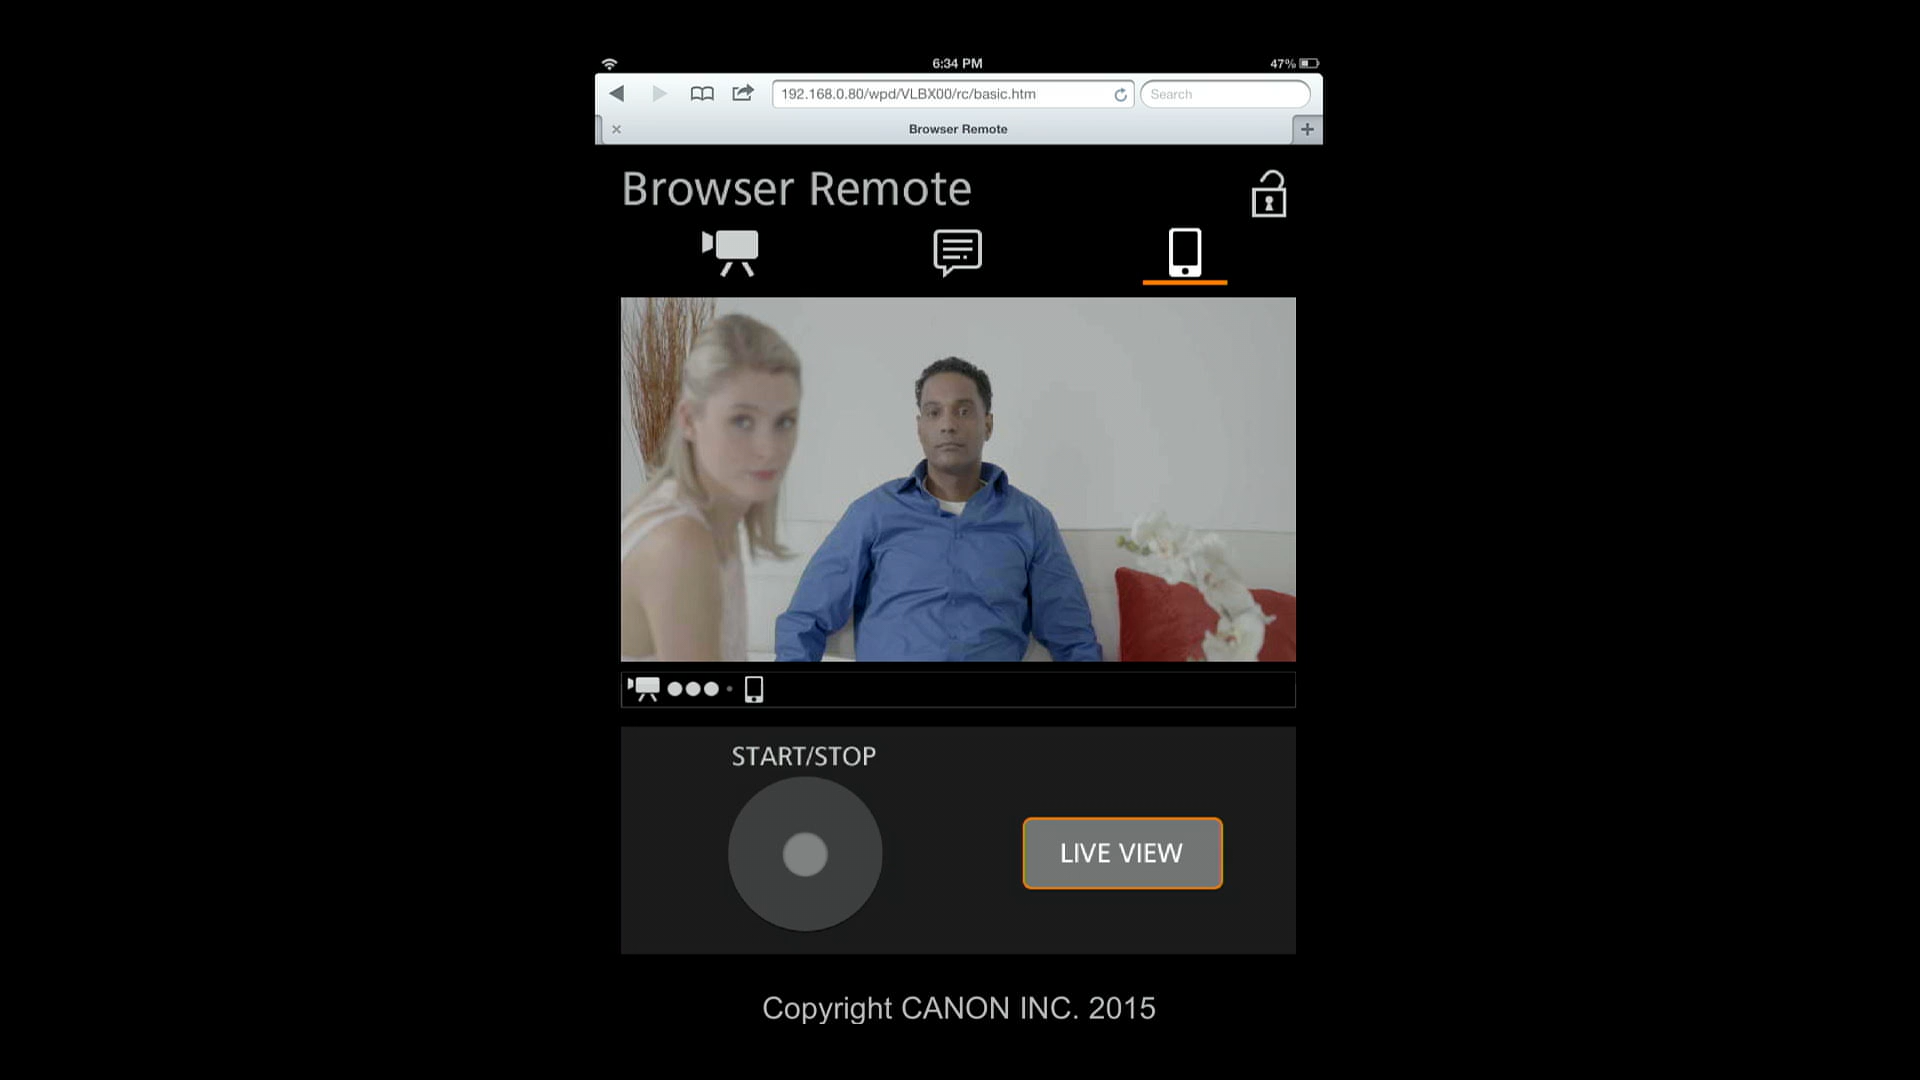 6:34 PM
47%
192.168.0.80/wpd/VLBX00/rc/basic.htm
Search
Browser Remote
Browser Remote
START/STOP
LIVE VIEW
Copyright CANON INC. 2015